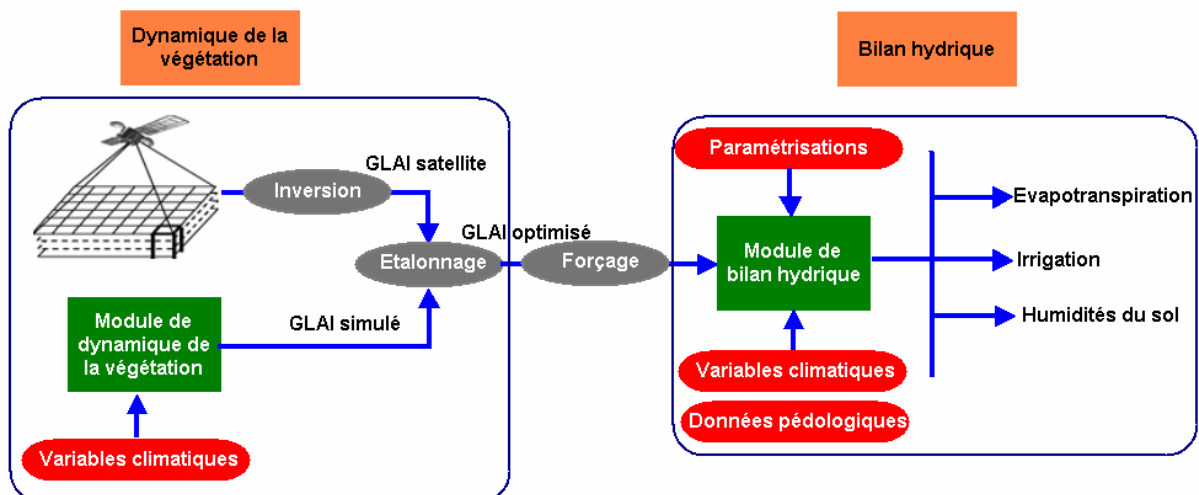 Dynamique de la
végétation
Bilan hydrique
GLAI satellite
Inversion
GLAI optimisé
Etalonnage
Forçage
GLAI simulé
Module de
dynamique de
la végétation
Variables climatiques
Paramétrisations
Module de
bilan hydrique
Variables climatiques
Données pédologiques
Evapotranspiration
Irrigation
Humidités du sol